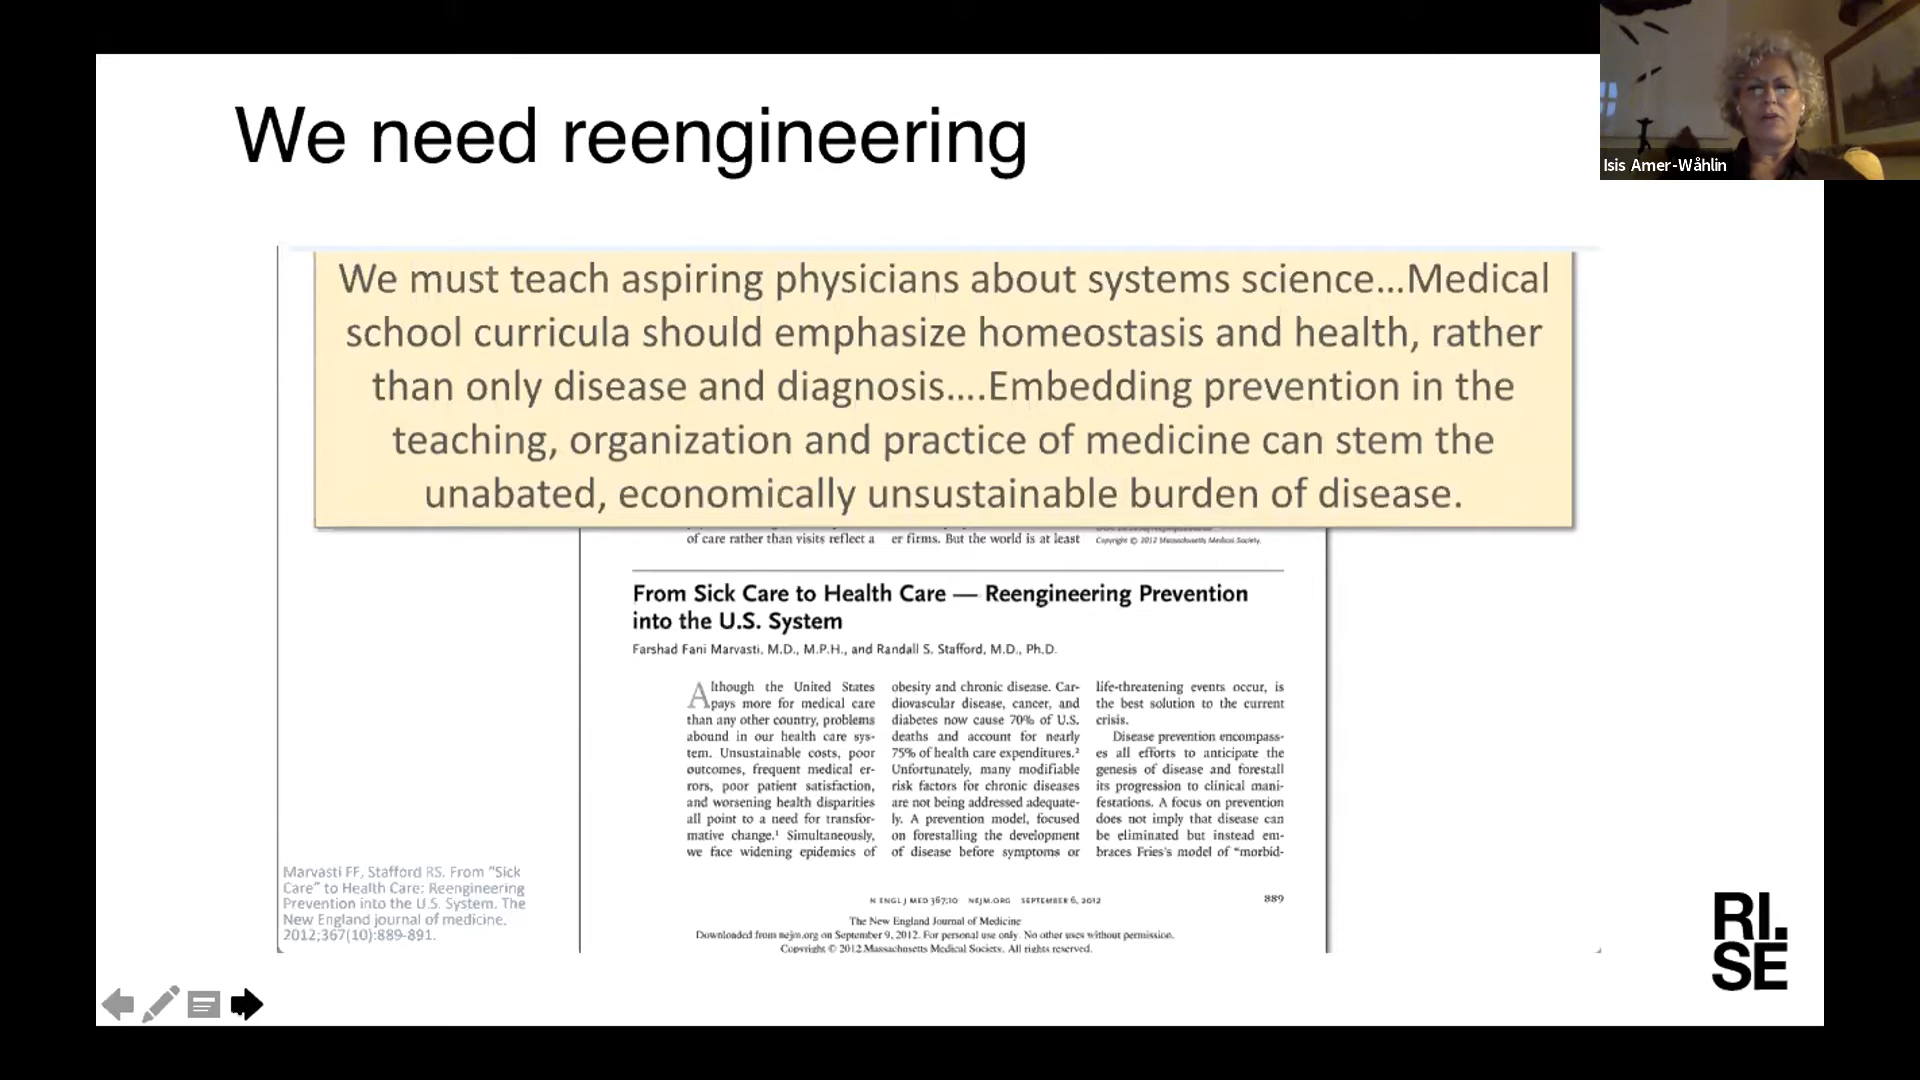 We need reengineering
Isis Amer-Wåhlin
We must teach aspiring physicians about systems science...Medical
school curricula should emphasize homeostasis and health, rather
than only disease and diagnosis....Embedding prevention in the
teaching, organization and practice of medicine can stem the
unabated, economically unsustainable burden of disease.
of care rather than visits reflect a
er firms. But the world is at least
Copyright © 2012 Massachusetts Medical Society.
From Sick Care to Health Care — Reengineering Prevention
into the U.S. System
Farshad Fani Marvasti, M.D., M.P.H., and Randall S. Stafford, M.D., Ph.D.
Although the United States
pays more for medical care
than any other country, problems
abound in our health care sys-
tem. Unsustainable costs, poor
outcomes, frequent medical er-
rors, poor patient satisfaction,
and worsening health disparities
all point to a need for transfor-
mative change.¹ Simultaneously,
we face widening epidemics of
obesity and chronic disease. Car-
diovascular disease, cancer, and
diabetes now cause 70% of U.S.
deaths and account for nearly
75% of health care expenditures.²
Unfortunately, many modifiable
risk factors for chronic diseases
are not being addressed adequate-
ly. A prevention model, focused
on forestalling the development
of disease before symptoms or
life-threatening events occur, is
the best solution to the current
crisis.
Disease prevention encompass-
es all efforts to anticipate the
genesis of disease and forestall
its progression to clinical mani-
festations. A focus on prevention
does not imply that disease can
be eliminated but instead em-
braces Fries's model of "morbid-
N ENGL J MED 367;10 NEJM.ORG SEPTEMBER 6, 2012
889
The New England Journal of Medicine
Downloaded from nejm.org on September 9, 2012. For personal use only. No other uses without permission.
Copyright © 2012 Massachusetts Medical Society. All rights reserved.
Marvasti FF, Stafford RS. From "Sick
Care" to Health Care: Reengineering
Prevention into the U.S. System. The
New England journal of medicine.
2012;367(10):889-891.
RI.
SE